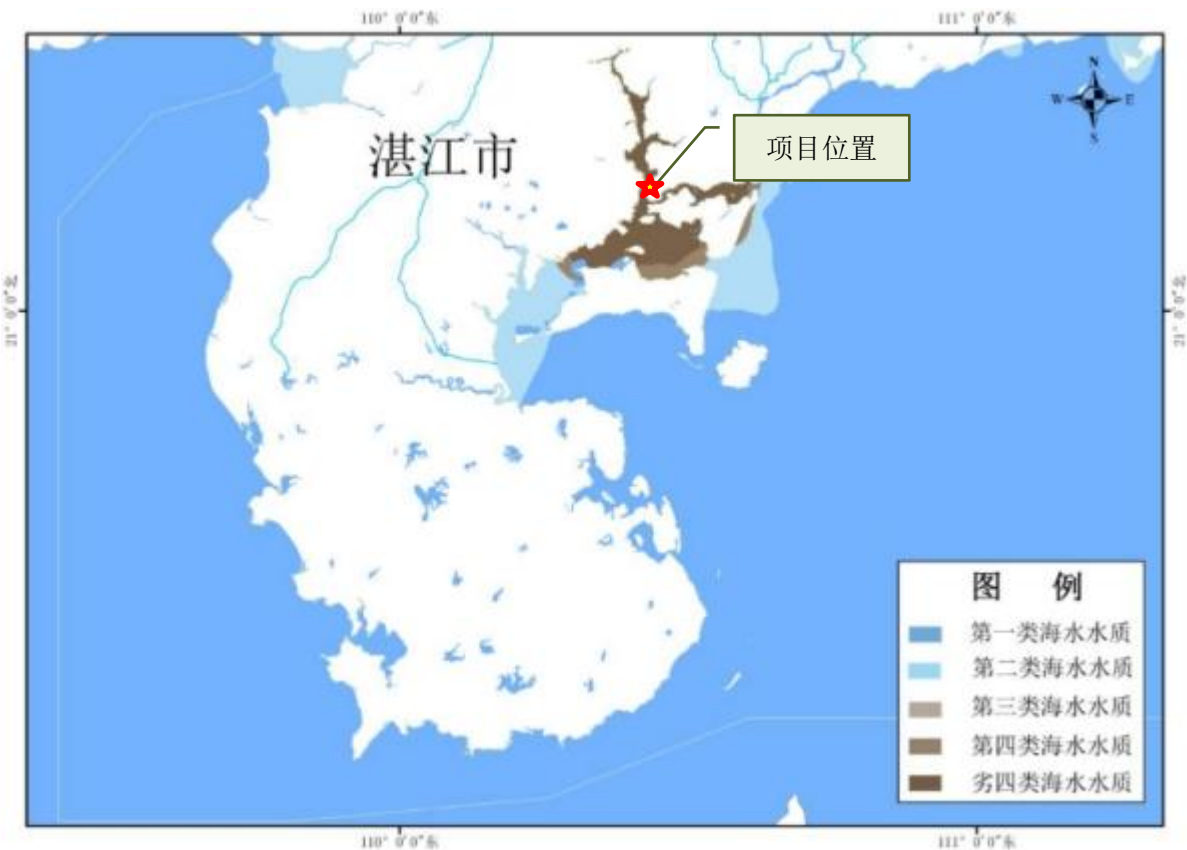 110° 0′0″东
111° 0′0″东
N
W
E
S
湛江市
项目位置
21° 0′0″北
21° 0′0″北
图 例
第一类海水水质
第二类海水水质
第三类海水水质
第四类海水水质
劣四类海水水质
110° 0′0″东
111° 0′0″东